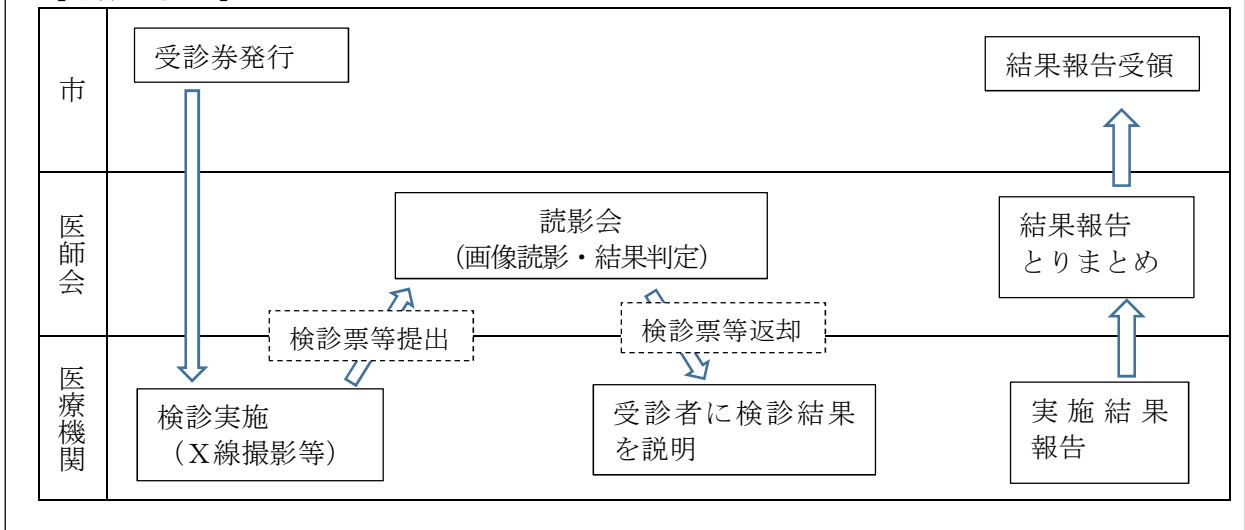 市
受診券発行
結果報告受領
医師会
読影会
(画像読影・結果判定)
結果報告
とりまとめ
検診票等提出
検診票等返却
医療機関
検診実施
（Ｘ線撮影等）
受診者に検診結果
を説明
実施結果
報告